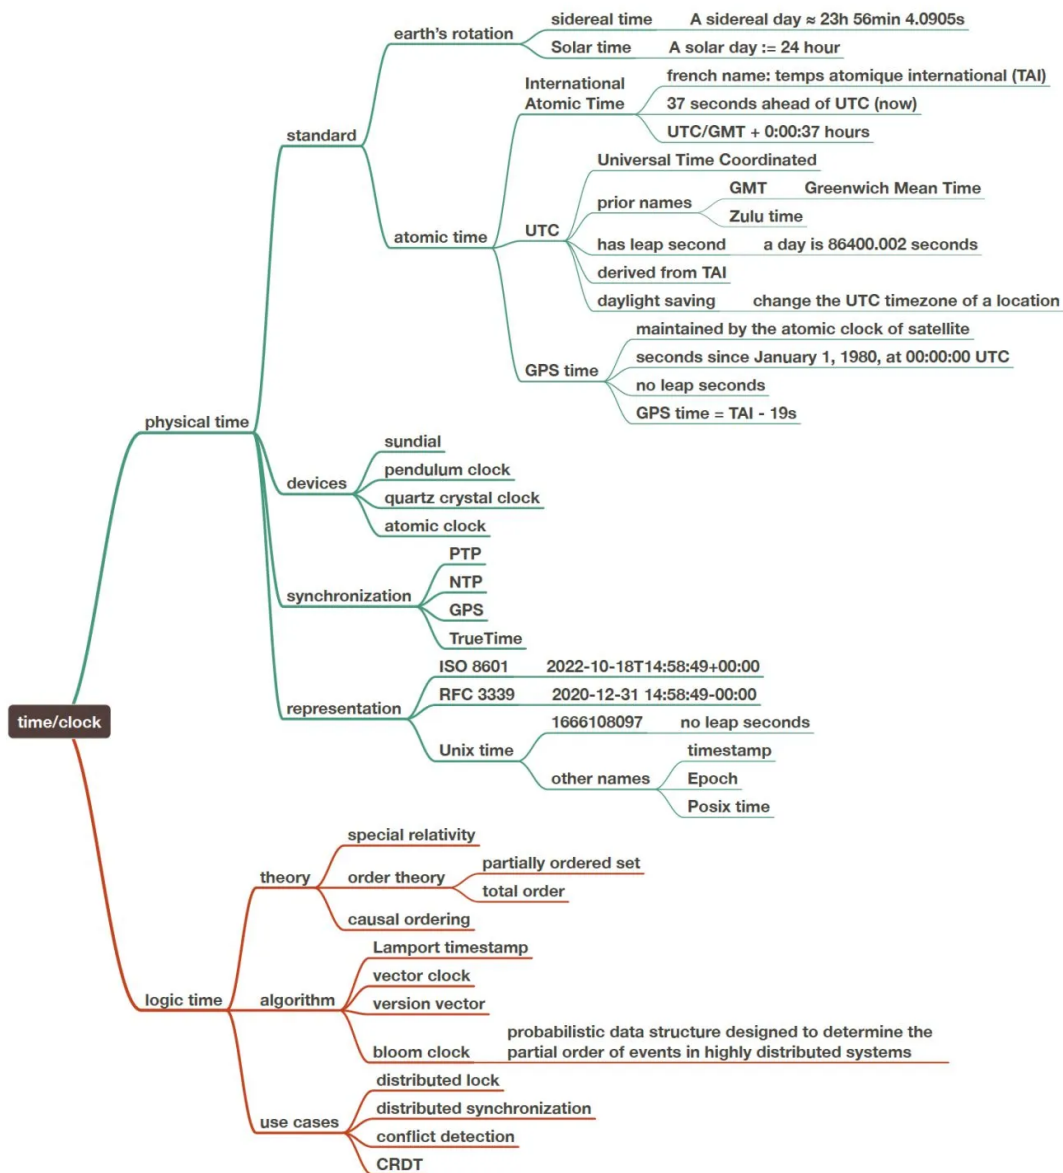 earth's rotation
sidereal time
A sidereal day ≈ 23h 56min 4.0905s
Solar time
A solar day := 24 hour
standard
atomic time
International
Atomic Time
french name: temps atomique international (TAI)
37 seconds ahead of UTC (now)
UTC/GMT + 0:00:37 hours
UTC
Universal Time Coordinated
prior names
GMT
Greenwich Mean Time
Zulu time
has leap second
a day is 86400.002 seconds
derived from TAI
daylight saving
change the UTC timezone of a location
GPS time
maintained by the atomic clock of satellite
seconds since January 1, 1980, at 00:00:00 UTC
no leap seconds
GPS time = TAI - 19s
physical time
devices
sundial
pendulum clock
quartz crystal clock
atomic clock
synchronization
PTP
NTP
GPS
TrueTime
representation
ISO 8601
2022-10-18T14:58:49+00:00
RFC 3339
2020-12-31 14:58:49-00:00
Unix time
1666108097
no leap seconds
other names
timestamp
Epoch
Posix time
time/clock
logic time
theory
special relativity
order theory
partially ordered set
total order
causal ordering
algorithm
Lamport timestamp
vector clock
version vector
bloom clock
probabilistic data structure designed to determine the
partial order of events in highly distributed systems
use cases
distributed lock
distributed synchronization
conflict detection
CRDT